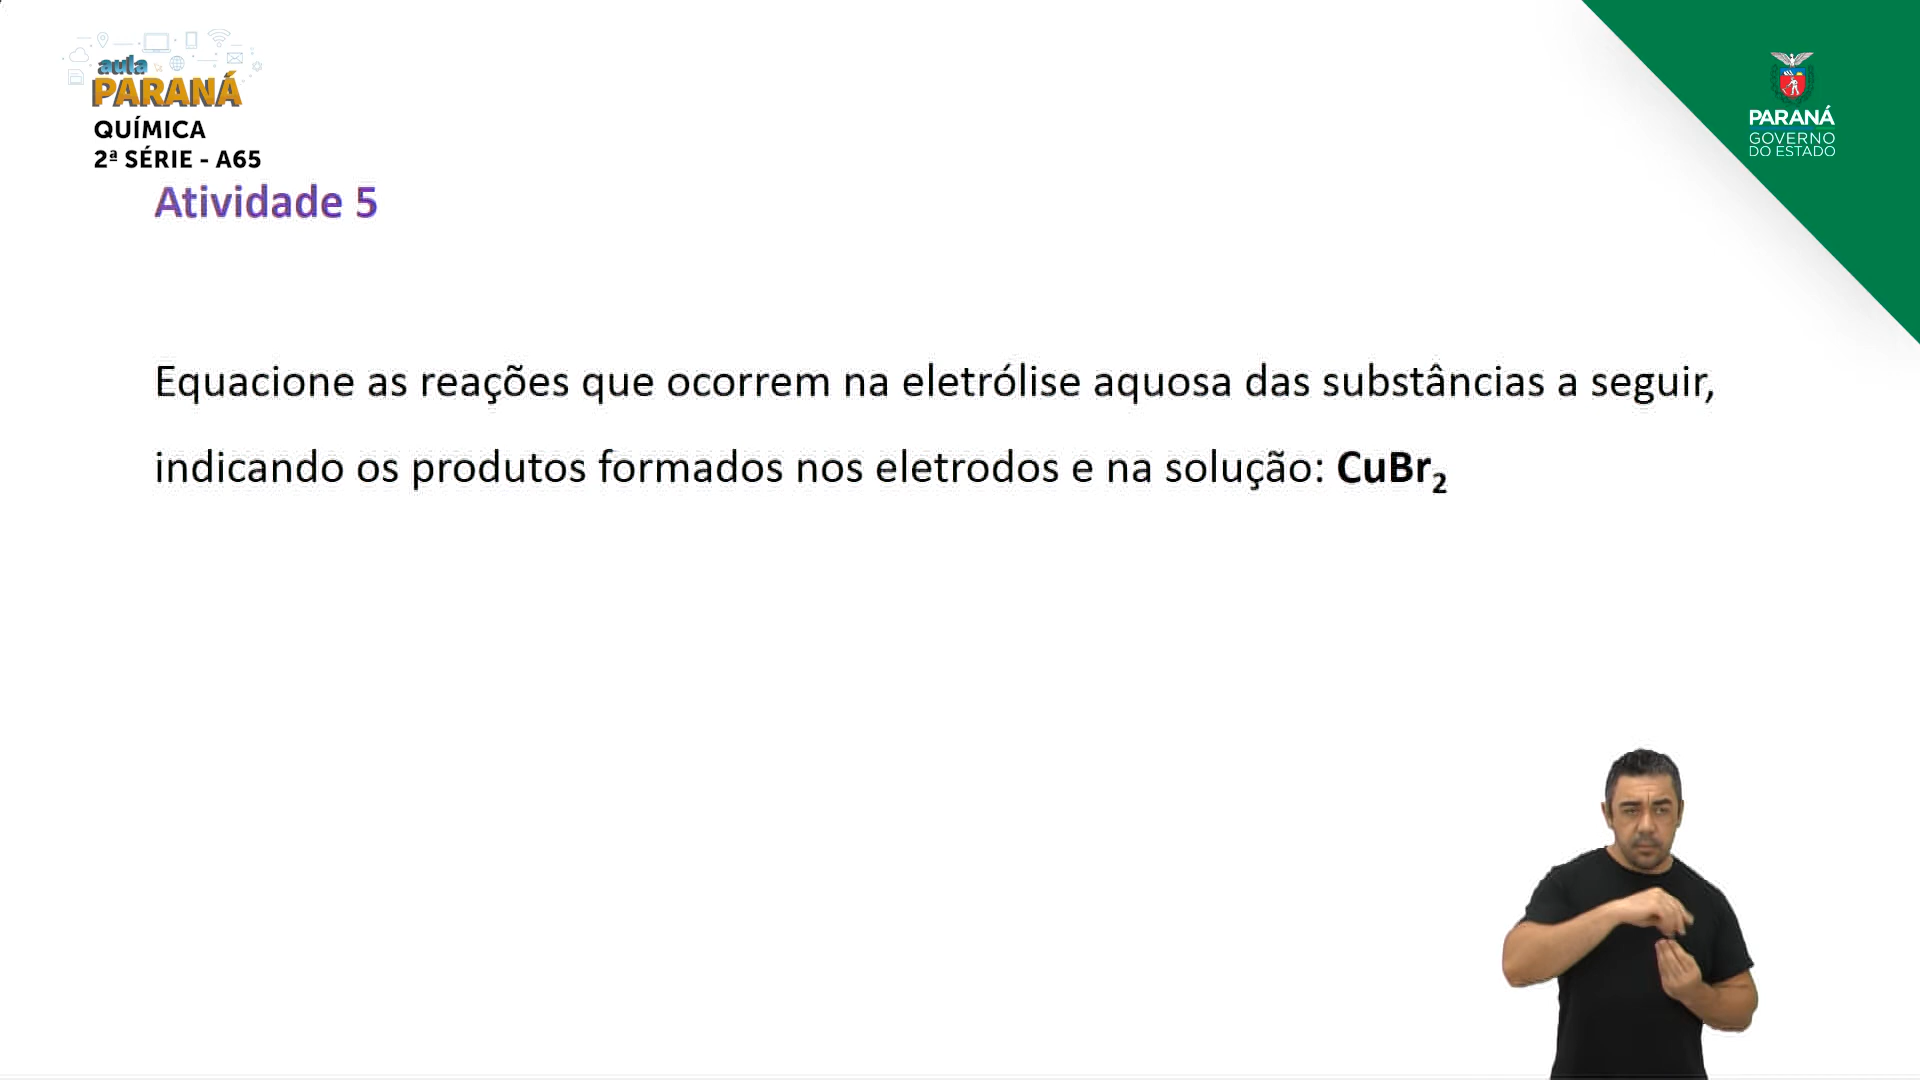 aula
PARANÁ
QUÍMICA
2ª SÉRIE - A65
PARANÁ
GOVERNO
DO ESTADO
Atividade 5
Equacione as reações que ocorrem na eletrólise aquosa das substâncias a seguir,
indicando os produtos formados nos eletrodos e na solução: CuBr₂